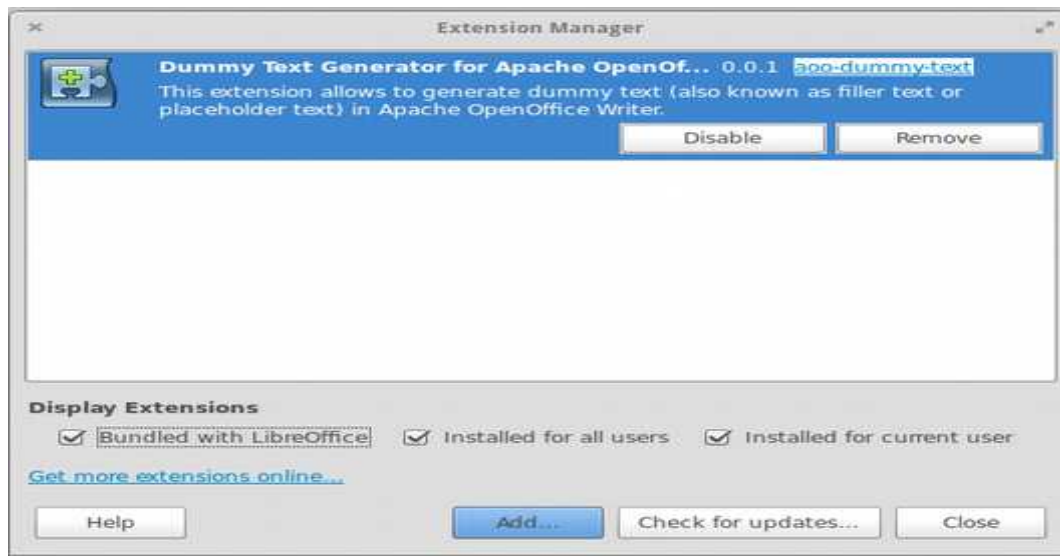 Extension Manager
Dummy Text Generator for Apache OpenOf... 0.0.1 aoo-dummy-text
This extension allows to generate dummy text (also known as filler text or
placeholder text) in Apache OpenOffice Writer.
Disable Remove
Display Extensions
Bundled with LibreOffice Installed for all users Installed for current user
Get more extensions online...
Help Add... Check for updates... Close